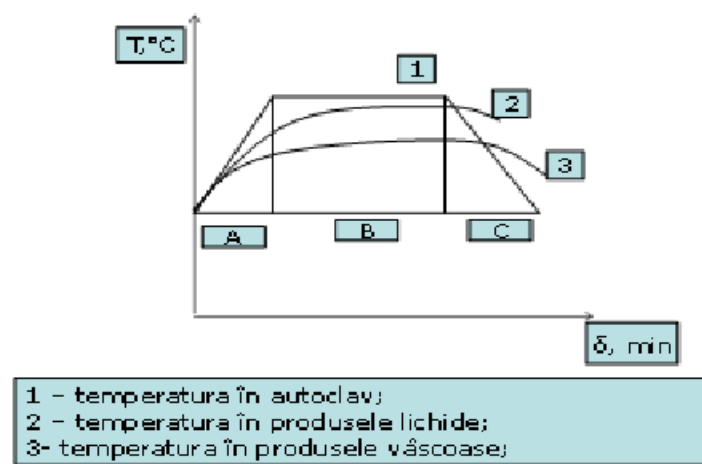 T,°C
1
2
3
A
B
C
δ, min
1 – temperatura în autoclav;
2 – temperatura în produsele lichide;
3- temperatura în produsele vâscoase;